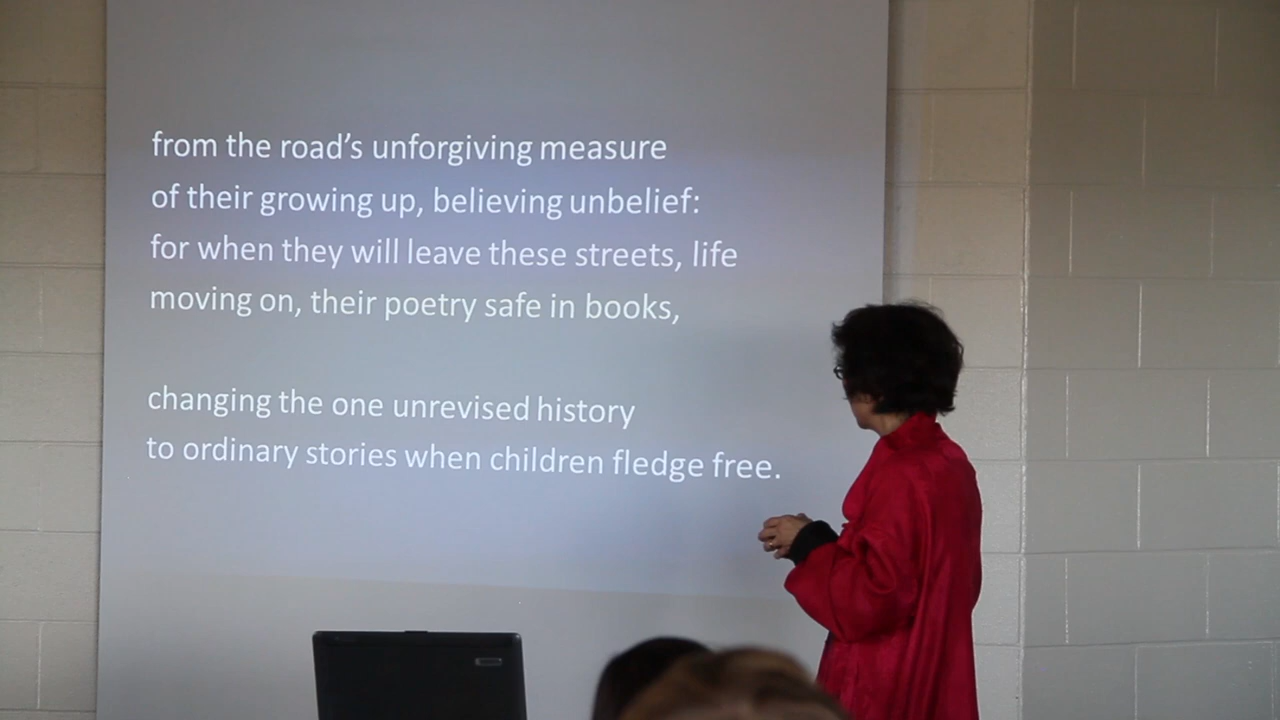 from the road’s unforgiving measure
of their growing up, believing unbelief:
for when they will leave these streets, life
moving on, their poetry safe in books,
changing the one unrevised history
to ordinary stories when children fledge free.